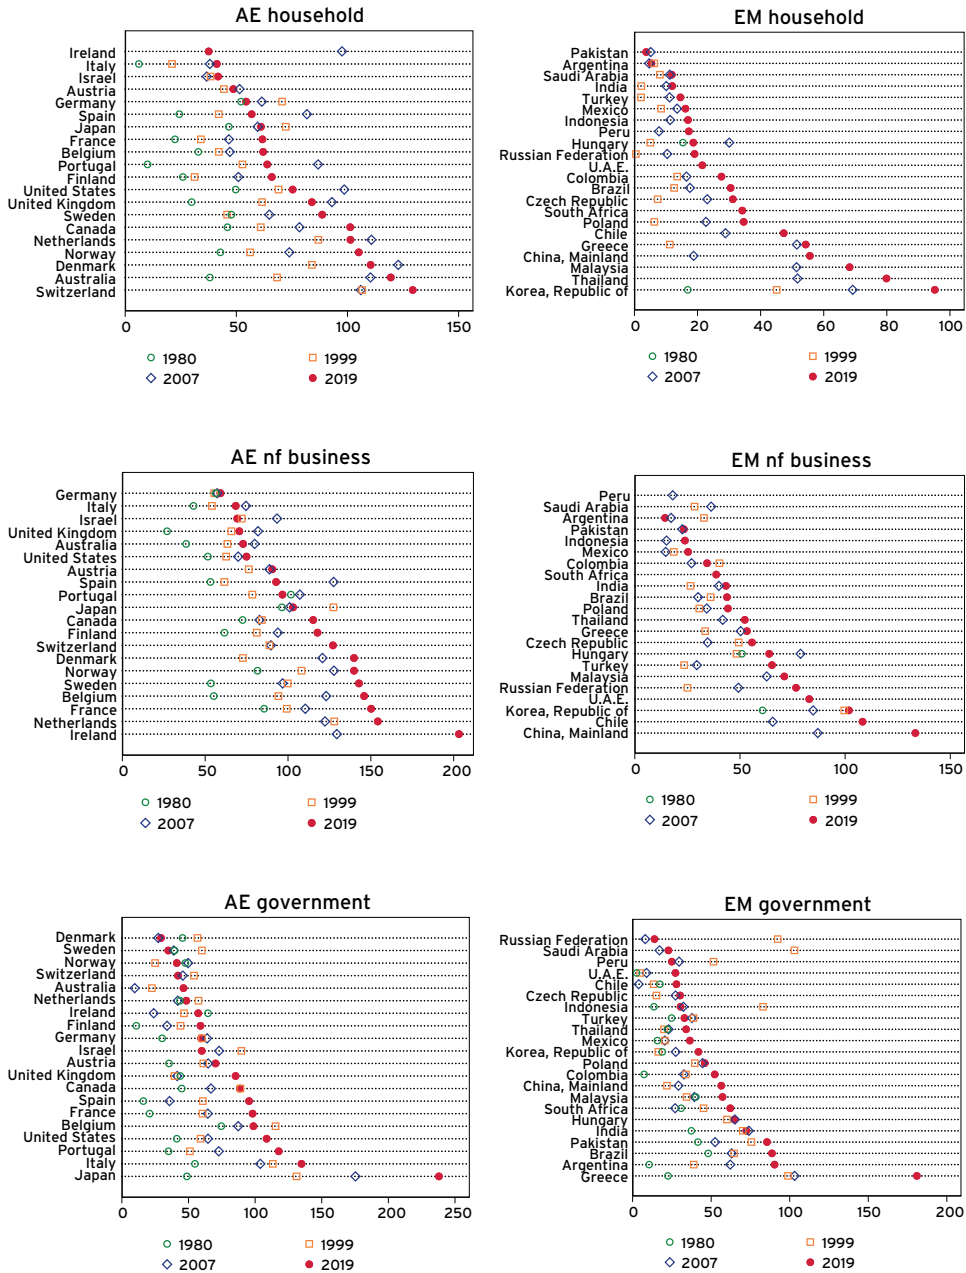 AE household
Ireland
Italy
Israel
Austria
Germany
Spain
Japan
France
Belgium
Portugal
Finland
United States
United Kingdom
Sweden
Canada
Netherlands
Norway
Denmark
Australia
Switzerland
0 50 100 150
1980 1999
2007 2019
EM household
Pakistan
Argentina
Saudi Arabia
India
Turkey
Mexico
Indonesia
Peru
Hungary
Russian Federation
U.A.E.
Colombia
Brazil
Czech Republic
South Africa
Poland
Chile
Greece
China, Mainland
Malaysia
Thailand
Korea, Republic of
0 20 40 60 80 100
1980 1999
2007 2019
AE nf business
Germany
Italy
Israel
United Kingdom
Australia
United States
Austria
Spain
Portugal
Japan
Canada
Finland
Switzerland
Denmark
Norway
Sweden
Belgium
France
Netherlands
Ireland
0 50 100 150 200
1980 1999
2007 2019
EM nf business
Peru
Saudi Arabia
Argentina
Pakistan
Indonesia
Mexico
Colombia
South Africa
India
Brazil
Poland
Thailand
Greece
Czech Republic
Hungary
Turkey
Malaysia
Russian Federation
U.A.E.
Korea, Republic of
Chile
China, Mainland
0 50 100 150
1980 1999
2007 2019
AE government
Denmark
Sweden
Norway
Switzerland
Australia
Netherlands
Ireland
Finland
Germany
Israel
Austria
United Kingdom
Canada
Spain
France
Belgium
United States
Portugal
Italy
Japan
0 50 100 150 200 250
1980 1999
2007 2019
EM government
Russian Federation
Saudi Arabia
Peru
U.A.E.
Chile
Czech Republic
Indonesia
Turkey
Thailand
Mexico
Korea, Republic of
Poland
Colombia
China, Mainland
Malaysia
South Africa
Hungary
India
Pakistan
Brazil
Argentina
Greece
0 50 100 150 200
1980 1999
2007 2019